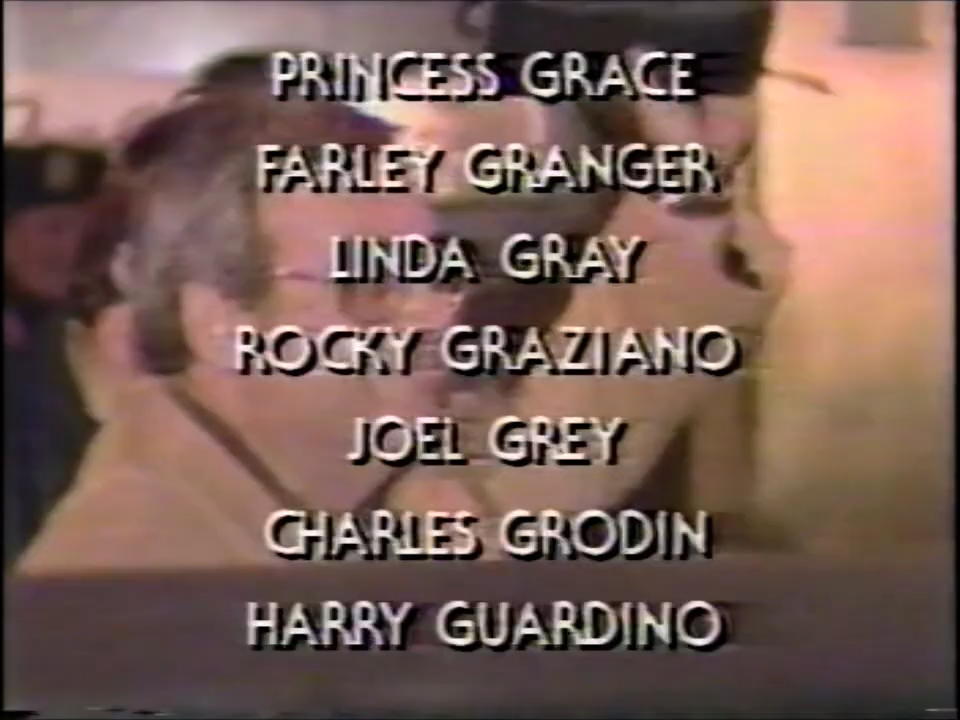 PRINCESS GRACE
FARLEY GRANGER
LINDA GRAY
ROCKY GRAZIANO
JOEL GREY
CHARLES GRODIN
HARRY GUARDINO